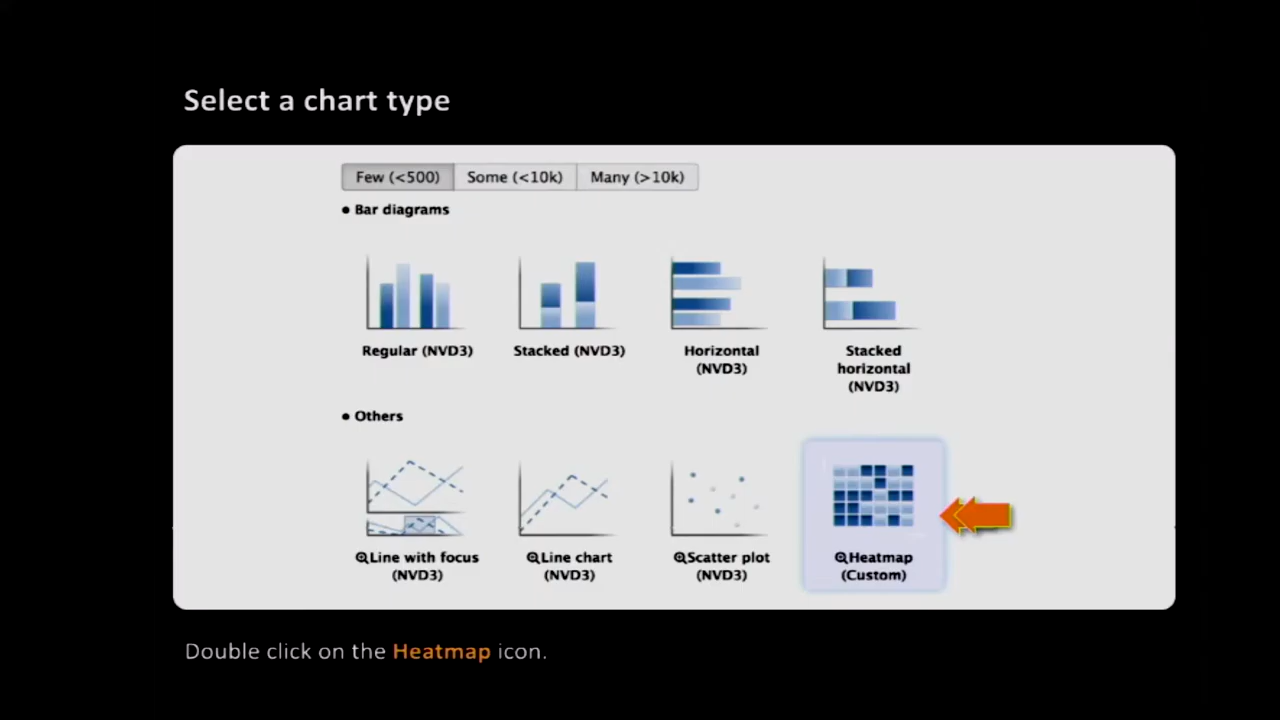 Select a chart type
Few (<500) Some (<10k) Many (>10k)
• Bar diagrams
Regular (NVD3) Stacked (NVD3) Horizontal (NVD3) Stacked horizontal (NVD3)
• Others
Line with focus (NVD3) Line chart (NVD3) Scatter plot (NVD3) Heatmap (Custom)
Double click on the Heatmap icon.